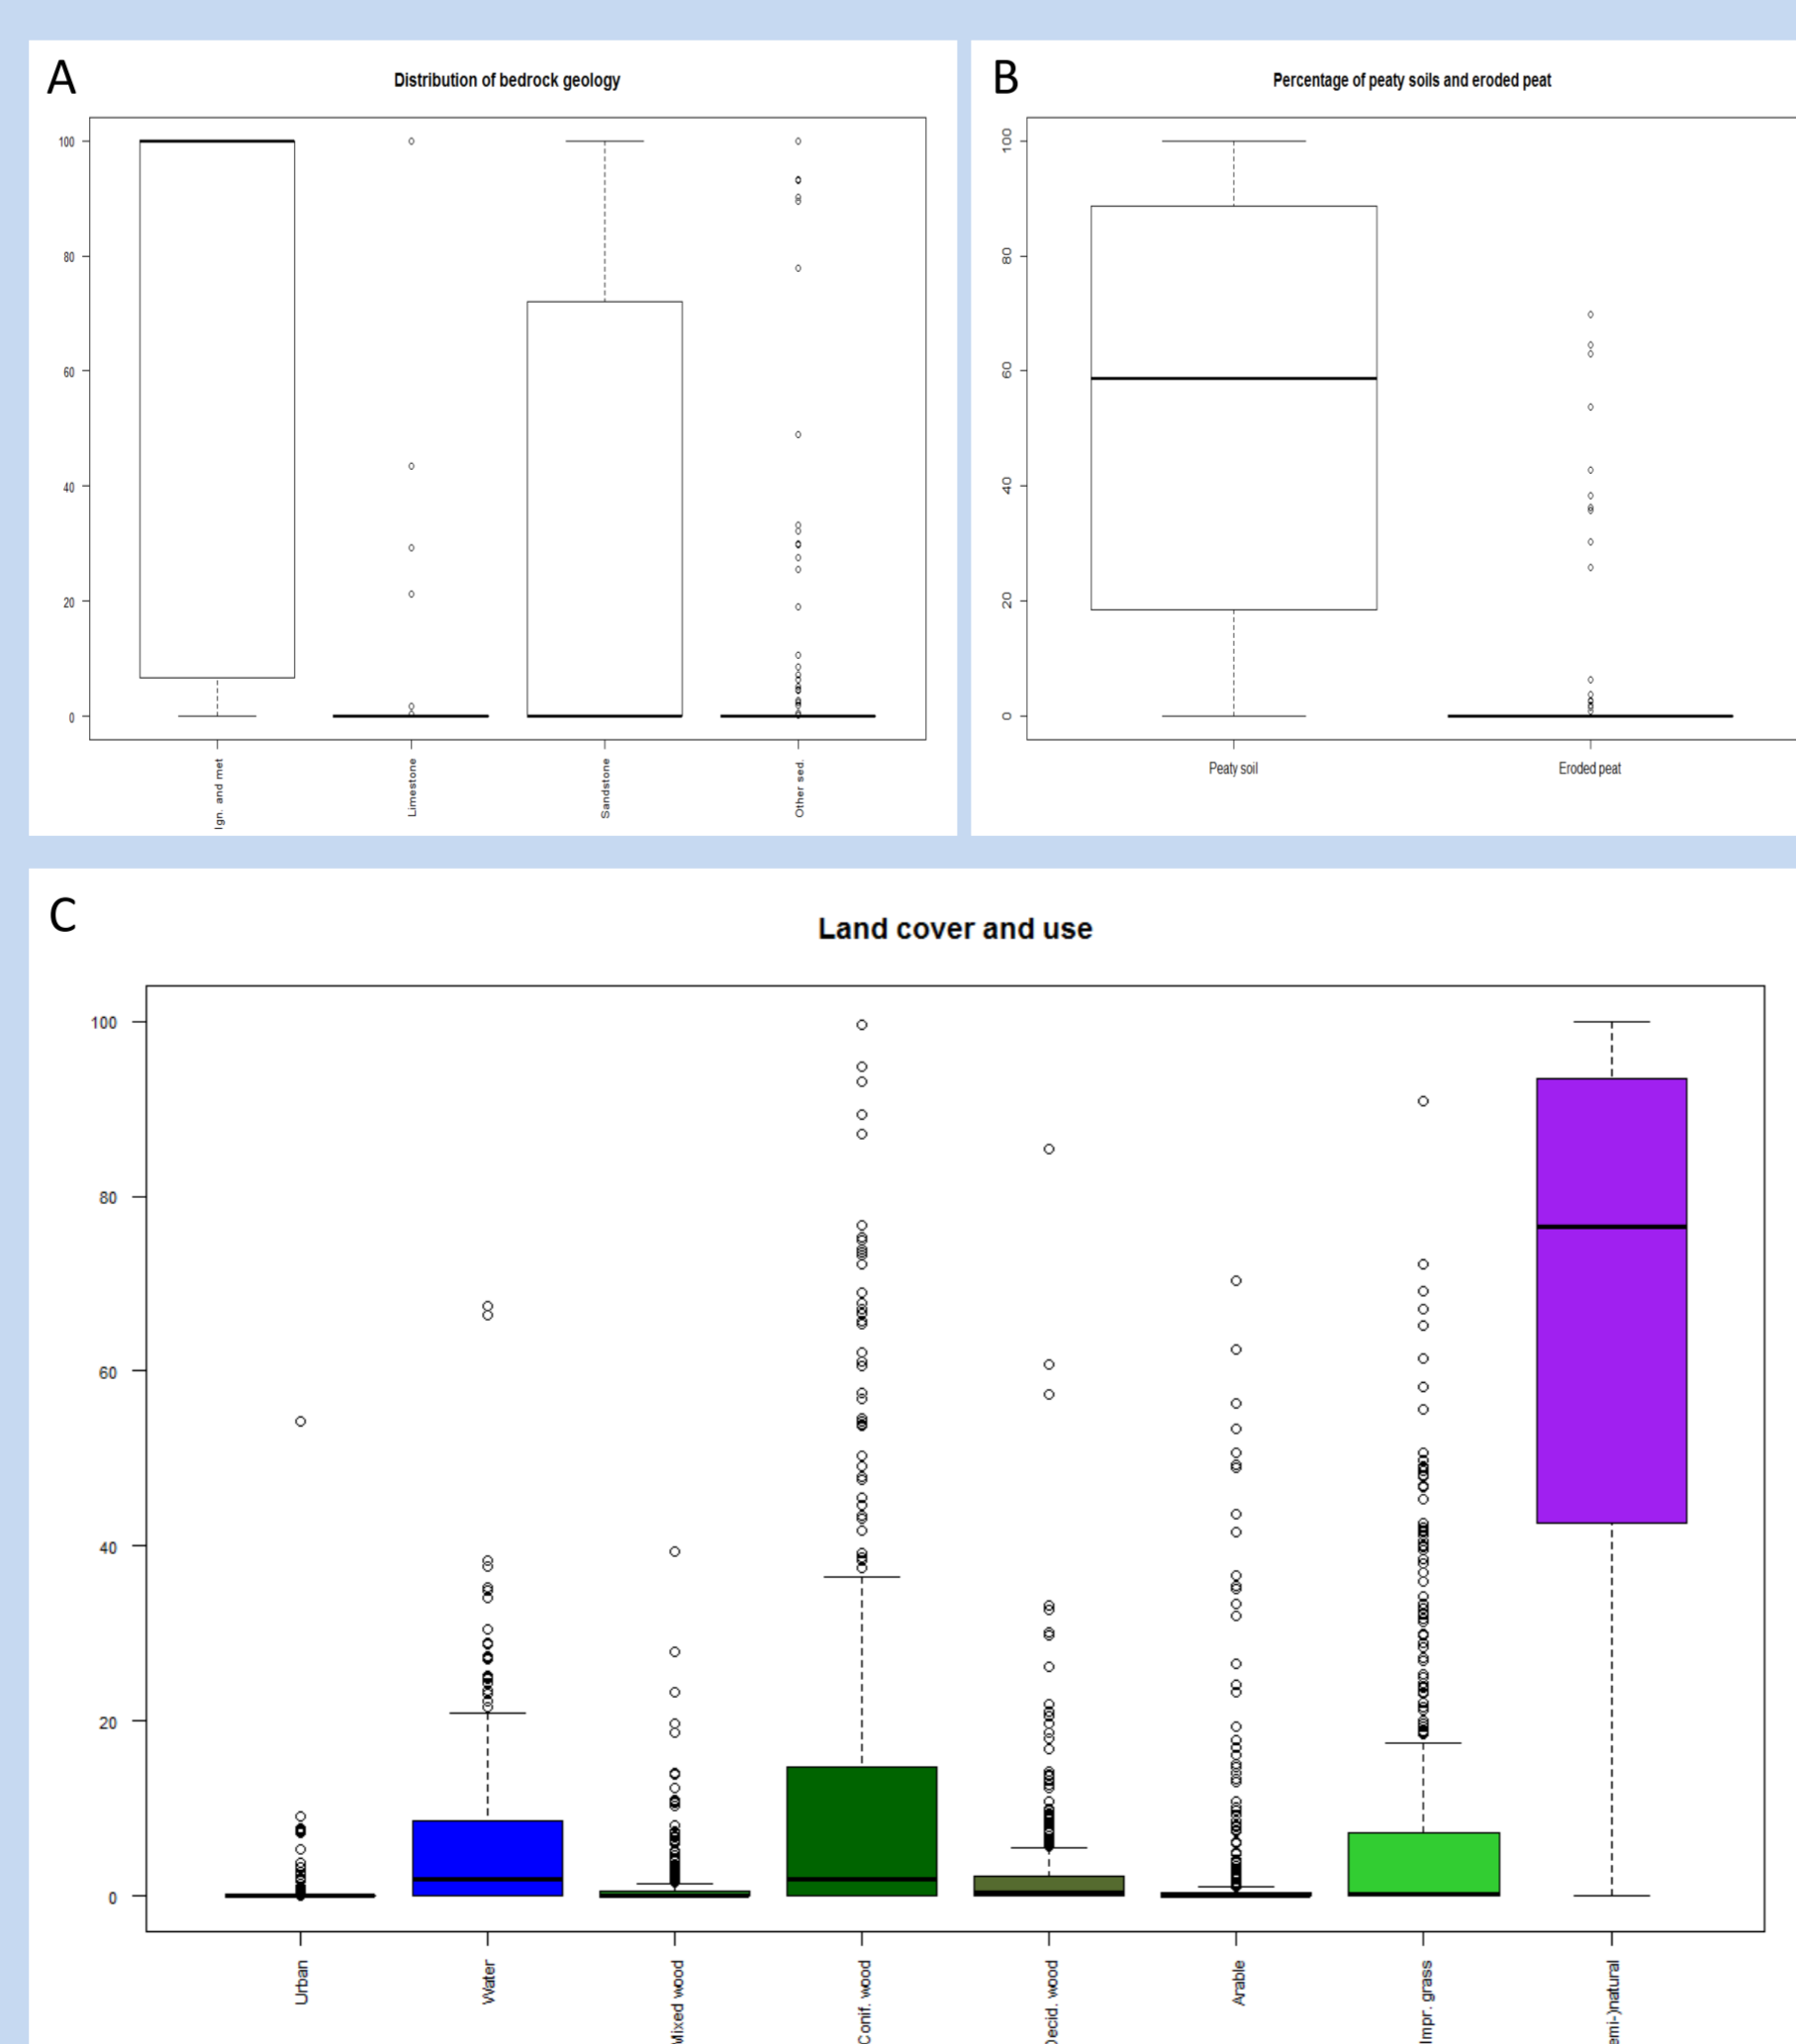 A
Distribution of bedrock geology
100
80
60
40
20
0
Ign. and met
Limestone
Sandstone
Other sed.
B
Percentage of peaty soils and eroded peat
100
80
60
40
20
0
Peaty soil
Eroded peat
C
Land cover and use
100
80
60
40
20
0
Urban
Water
Mixed wood
Conif. wood
Decid. wood
Arable
Impr. grass
emi-)natural